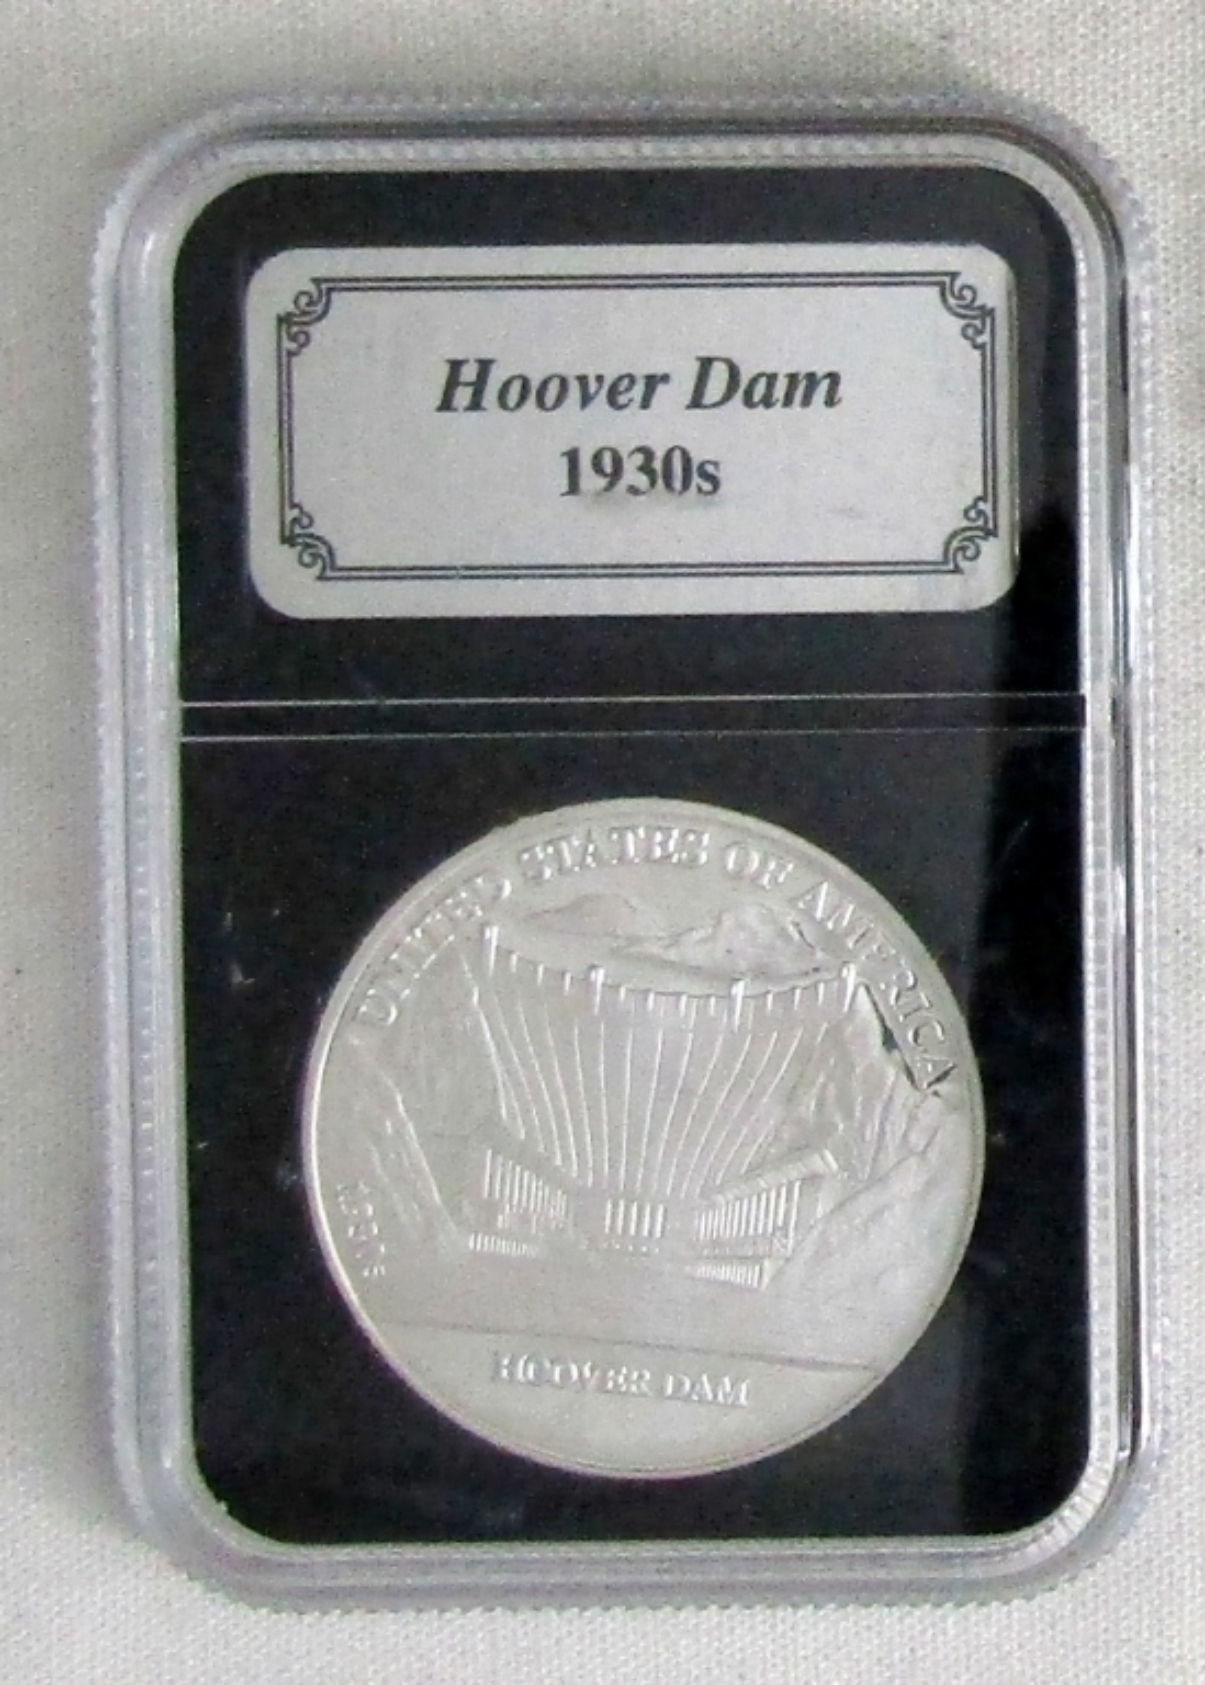 Hoover Dam
1930s
UNITED STATES OF AMERICA
HOOVER DAM